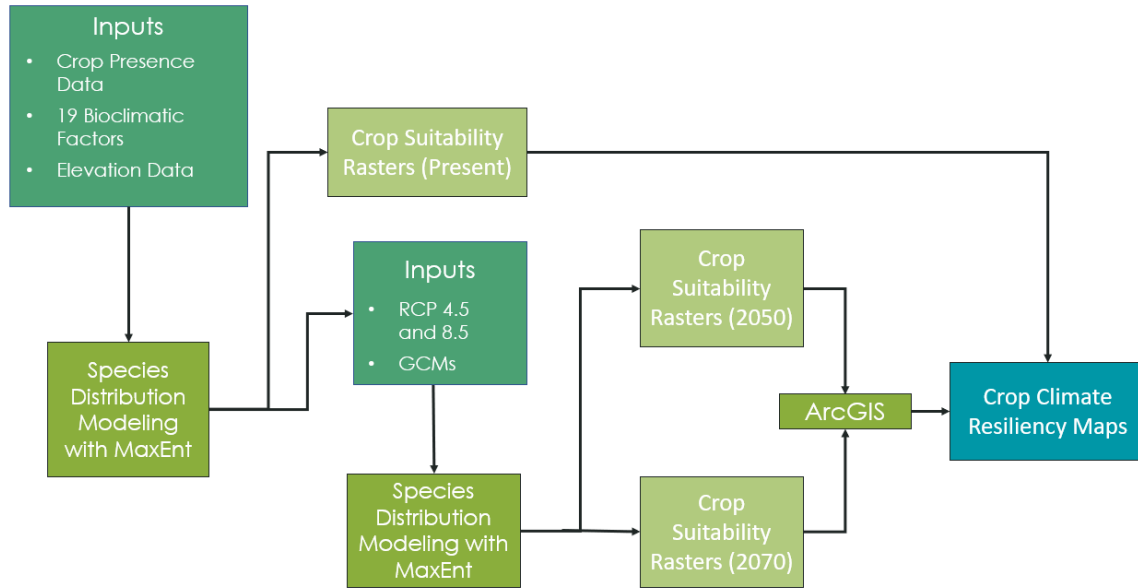 Inputs
• Crop Presence
Data
• 19 Bioclimatic
Factors
• Elevation Data
Crop Suitability
Rasters (Present)
Inputs
• RCP 4.5
and 8.5
• GCMs
Crop
Suitability
Rasters (2050)
Species
Distribution
Modeling
with MaxEnt
ArcGIS
Crop Climate
Resiliency Maps
Species
Distribution
Modeling with
MaxEnt
Crop
Suitability
Rasters (2070)